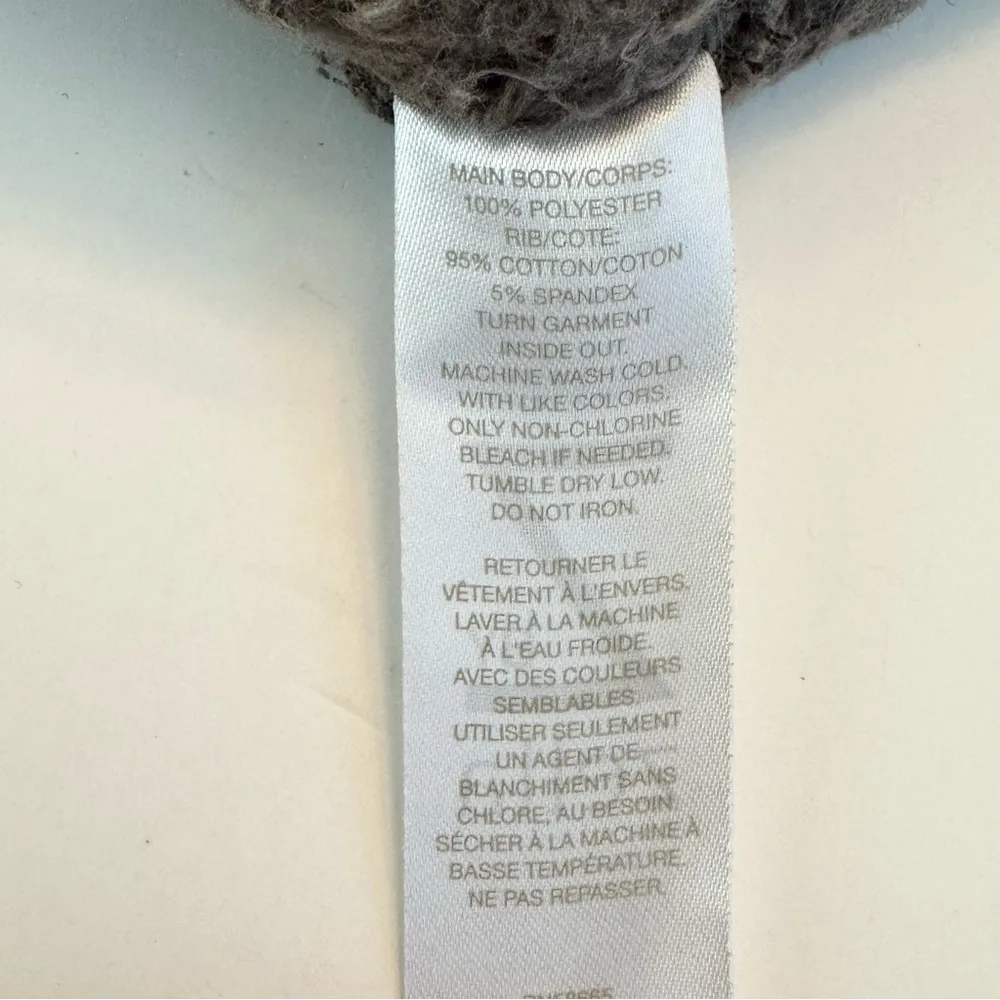 MAIN BODY/CORPS:
100% POLYESTER
RIB/COTE:
95% COTTON/COTON
5% SPANDEX
TURN GARMENT
INSIDE OUT.
MACHINE WASH COLD.
WITH LIKE COLORS.
ONLY NON-CHLORINE
BLEACH IF NEEDED.
TUMBLE DRY LOW.
DO NOT IRON.
RETOURNER LE
VÊTEMENT À L'ENVERS.
LAVER À LA MACHINE
À L'EAU FROIDE.
AVEC DES COULEURS
SEMBLABLES
UTILISER SEULEMENT
UN AGENT DE
BLANCHIMENT SANS
CHLORE, AU BESOIN
SÉCHER À LA MACHINE À
BASSE TEMPÉRATURE.
NE PAS REPASSER.